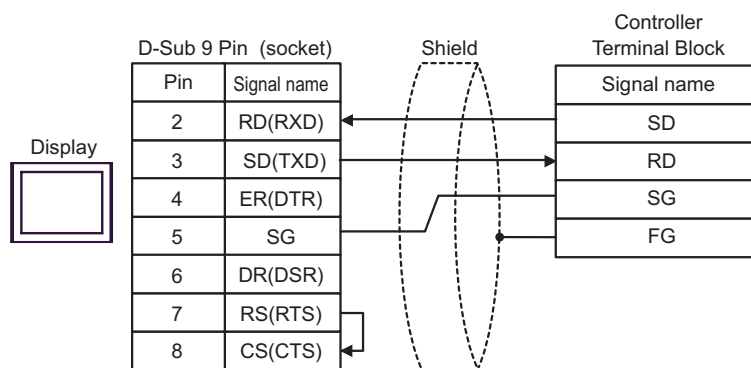 Controller
D-Sub 9 Pin (socket) Shield Terminal Block
Pin Signal name Signal name
2 RD(RXD) SD
Display
3 SD(TXD) RD
4 ER(DTR) SG
5 SG FG
6 DR(DSR)
7 RS(RTS)
8 CS(CTS)